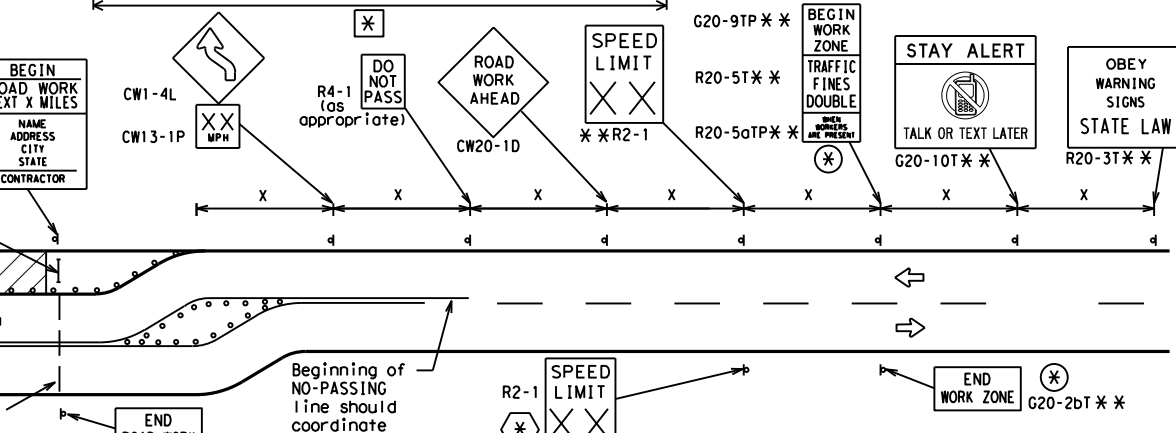 BEGIN
ROAD WORK
NEXT X MILES
NAME
ADDRESS
CITY
STATE
CONTRACTOR
CW1-4L
CW13-1P
X X
MPH
*
R4-1
(as
appropriate)
DO
NOT
PASS
ROAD
WORK
AHEAD
CW20-1D
SPEED
LIMIT
X X
* * R2-1
G20-9TP * *
R20-5T * *
R20-5aTP * *
BEGIN
WORK
ZONE
TRAFFIC
FINES
DOUBLE
WHEN
WORKERS
ARE PRESENT
*
STAY ALERT
TALK OR TEXT LATER
G20-10T * *
OBEY
WARNING
SIGNS
STATE LAW
R20-3T * *
X X X X X X X
Beginning of
NO-PASSING
line should
coordinate
R2-1
SPEED
LIMIT
X X
*
END
WORK ZONE
*
G20-2bT * *
END
ROAD WORK